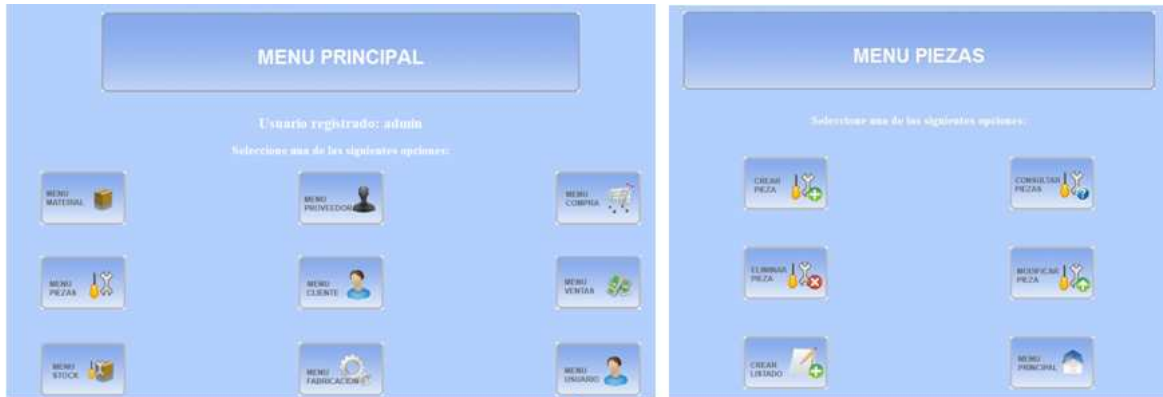 MENU PRINCIPAL
Usuario registrado: admin
Seleccione una de las siguientes opciones:
MENU
MATERIAL
MENU
PROVEEDOR
MENU
COMPRA
MENU
PIEZAS
MENU
CLIENTE
MENU
VENTAS
MENU
STOCK
MENU
FABRICACION
MENU
USUARIO
MENU PIEZAS
Seleccione una de las siguientes opciones:
CREAR
PIEZA
CONSULTAR
PIEZAS
ELIMINAR
PIEZA
MODIFICAR
PIEZA
CREAR
LISTADO
MENU
PRINCIPAL